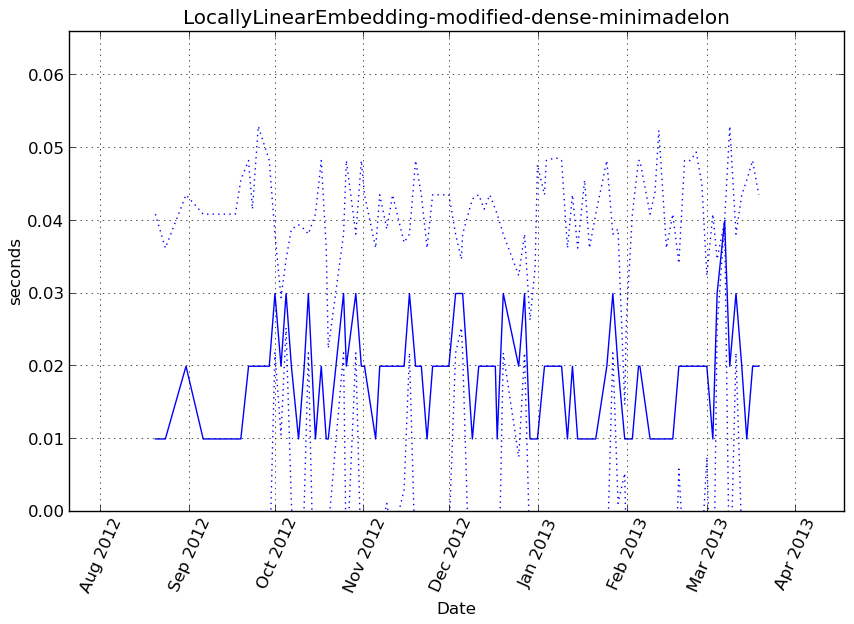 LocallyLinearEmbedding-modified-dense-minimadelon
0.06
0.05
0.04
0.03
0.02
0.01
0.00
seconds
Aug 2012
Sep 2012
Oct 2012
Nov 2012
Dec 2012
Jan 2013
Feb 2013
Mar 2013
Apr 2013
Date